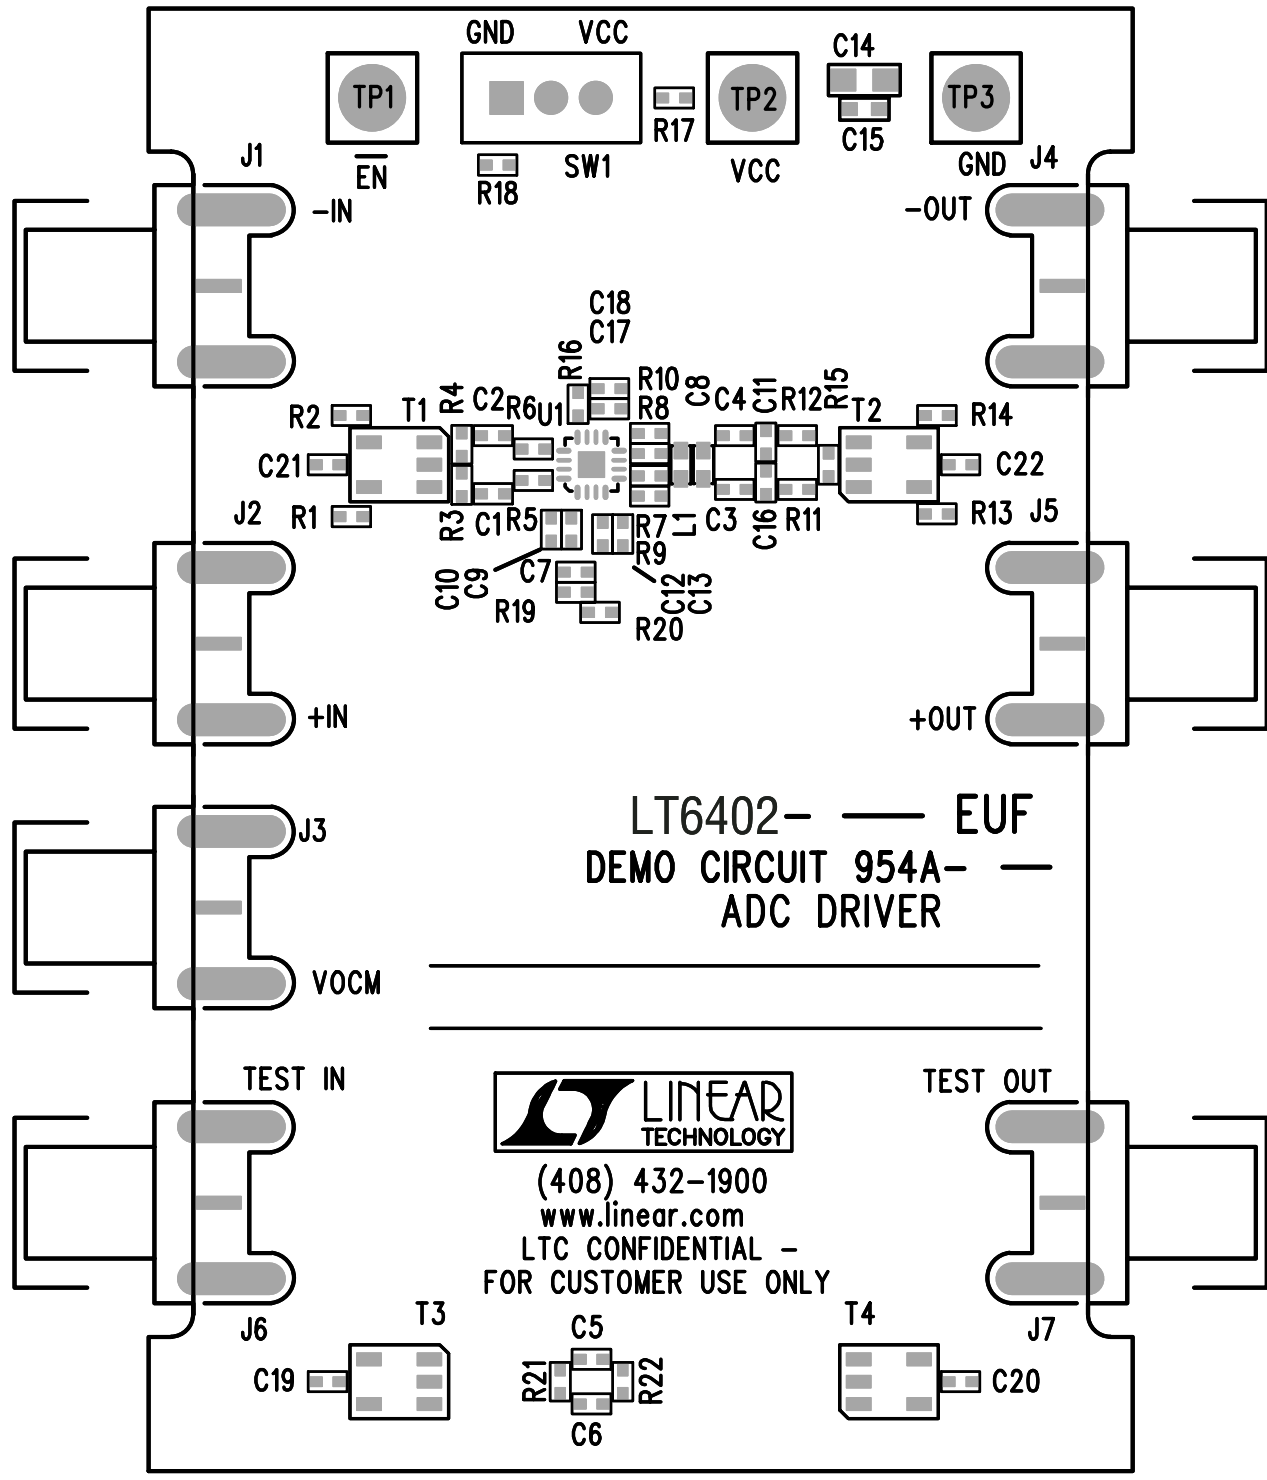 GND VCC
C14
TP1 TP2 TP3
R17 C15
J1 EN R18 SW1 VCC GND J4
-IN -OUT
C18
C17
R16
R10
R4 C2 R6 U1 R8 C8 C4 C11 R12 R15
R2 T1 T2 R14
C21 C22
J2 R1 R3 C1 R5 R7 L1 C3 C16 R11 R13 J5
R9
C10 C9 C7 C12 C13
R19
R20
+IN +OUT
LT6402- EUF
J3
DEMO CIRCUIT 954A-
ADC DRIVER
VOCM
TEST IN TEST OUT
LINEAR
TECHNOLOGY
(408) 432-1900
www.linear.com
LTC CONFIDENTIAL -
FOR CUSTOMER USE ONLY
J6 T3 C5 T4 J7
C19 R21 R22 C20
C6